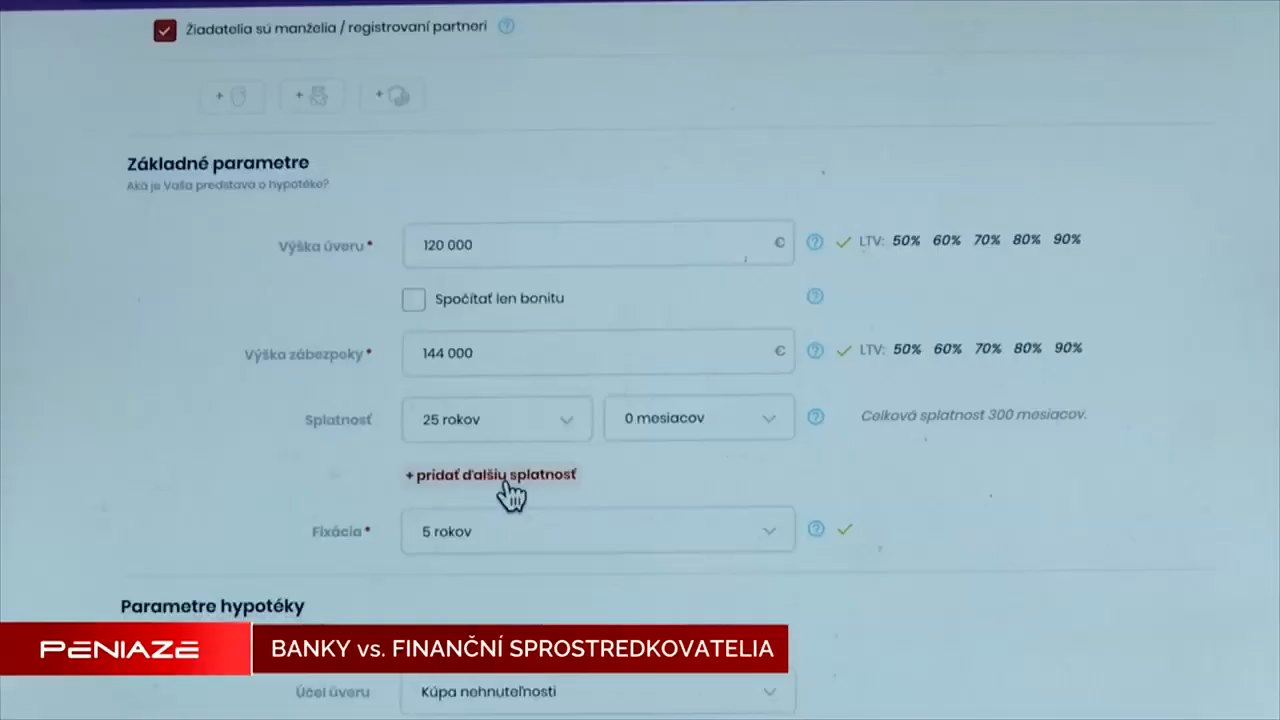 Žiadatelia sú manželia / registrovaní partneri
Základné parametre
Aká je Vaša predstava o hypotéke?
Výška úveru* 120 000 € LTV: 50% 60% 70% 80% 90%
Spočítať len bonitu
Výška zábezpeky* 144 000 € LTV: 50% 60% 70% 80% 90%
Splatnosť 25 rokov 0 mesiacov Celková splatnost 300 mesiacov.
+ pridať ďalšiu splatnosť
Fixácia* 5 rokov
Parametre hypotéky
PENIAZE BANKY vs. FINANČNÍ SPROSTREDKOVATELIA
Účel úveru Kúpa nehnuteľnosti